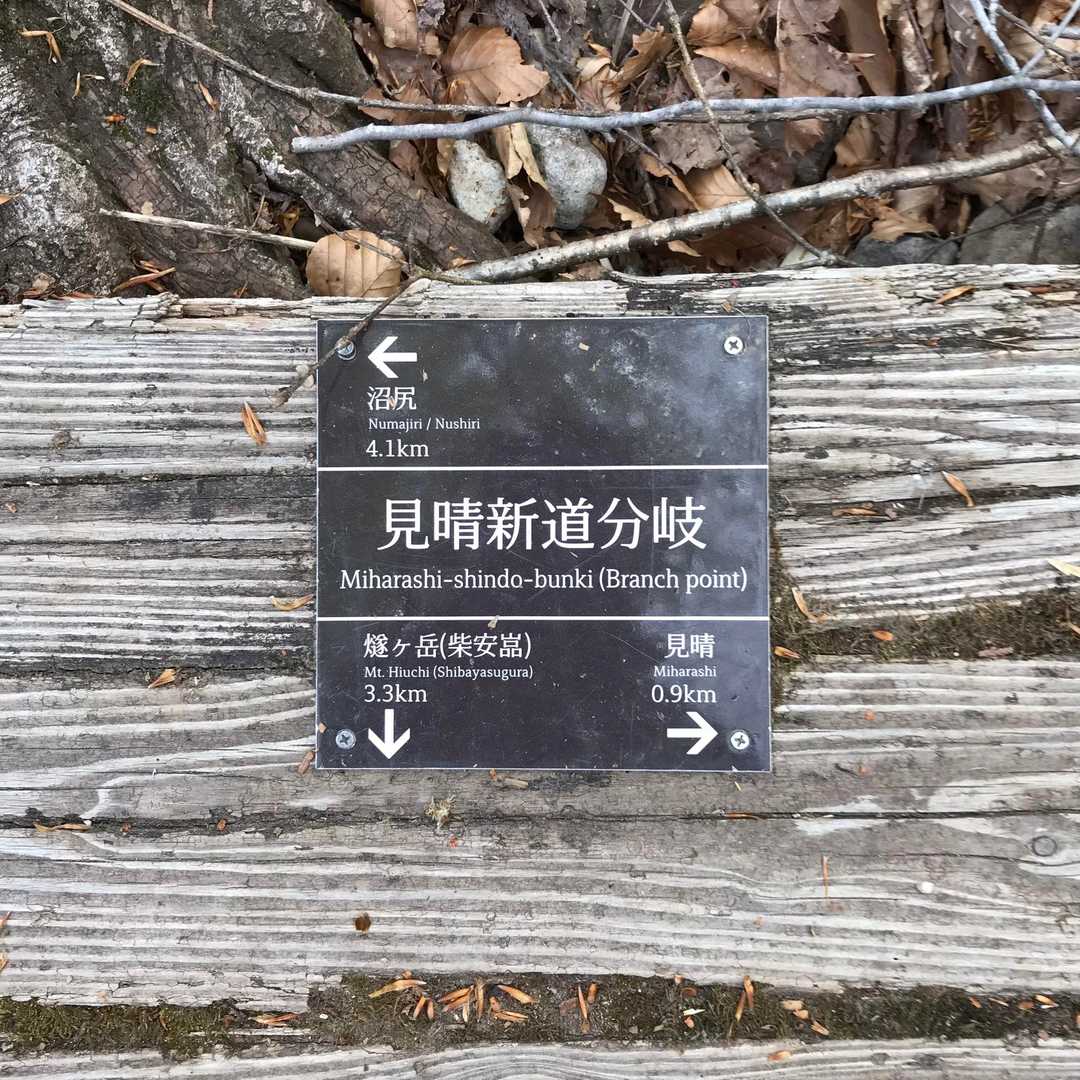 ←
沼尻
Numajiri / Nushiri
4.1km
見晴新道分岐
Miharashi-shindo-bunki (Branch point)
燧ヶ岳(柴安嵓) 見晴
Mt. Hiuchi (Shibayasugura) Miharashi
3.3km 0.9km
↓ →